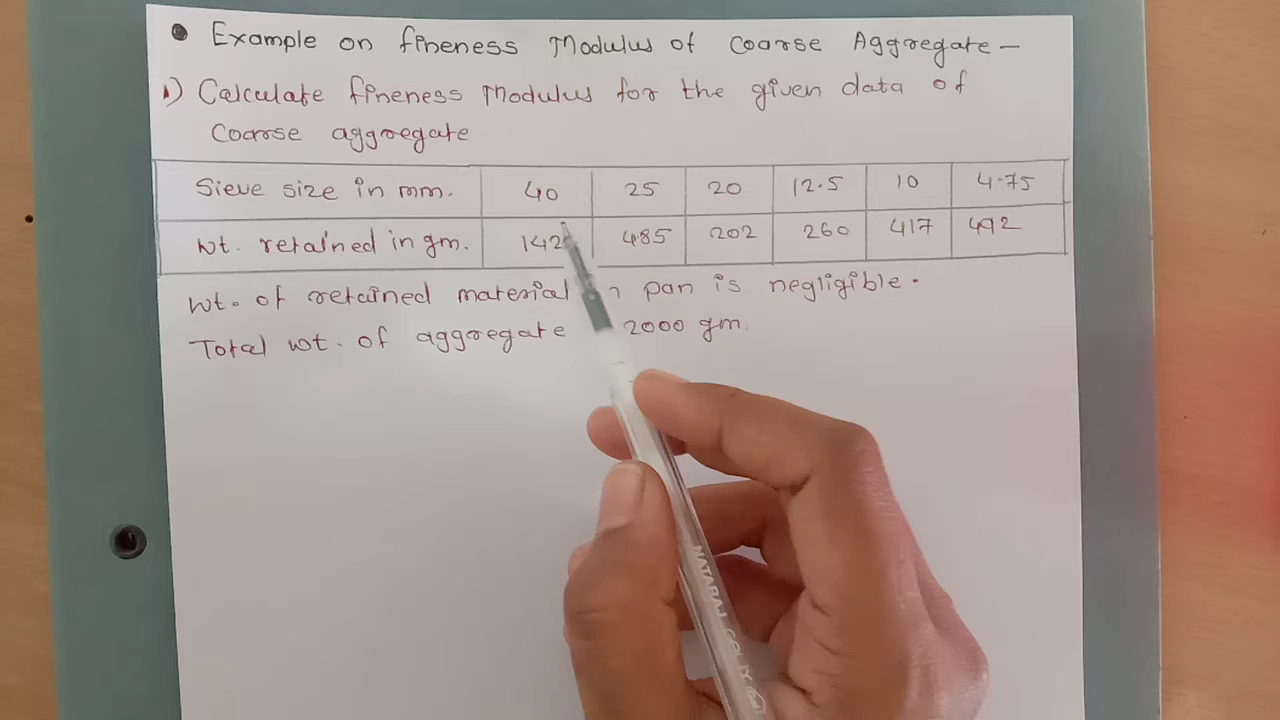 • Example on fineness Modulus of Coarse Aggregate -
1) Calculate fineness Modulus for the given data of
Coarse aggregate
Sieve size in mm. 40 25 20 12.5 10 4.75
wt. retained in gm. 142 485 202 260 417 492
wt. of retained material pan is negligible.
Total wt. of aggregate 2000 gm.
NATARAJ GELIX